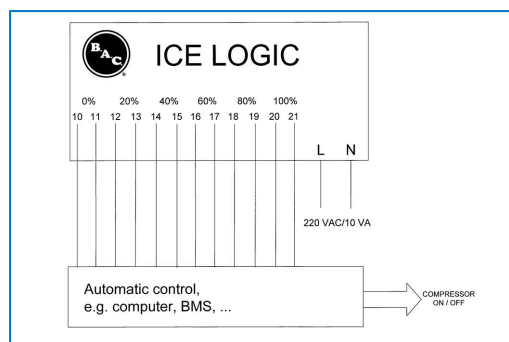 B.A.C.
®
ICE LOGIC
0% 20% 40% 60% 80% 100%
10 11 12 13 14 15 16 17 18 19 20 21
L N
220 VAC/10 VA
Automatic control,
e.g. computer, BMS, ...
COMPRESSOR
ON / OFF